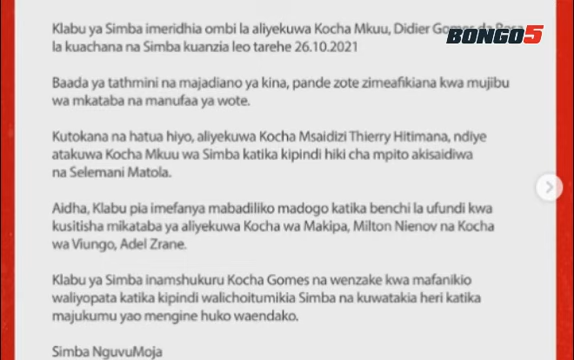 BONGO5
Klabu ya Simba imeridhia ombi la aliyekuwa Kocha Mkuu, Didier Gomes da Rosa
la kuachana na Simba kuanzia leo tarehe 26.10.2021
Baada ya tathmini na majadiano ya kina, pande zote zimeafikiana kwa mujibu
wa mkataba na manufaa ya wote.
Kutokana na hatua hiyo, aliyekuwa Kocha Msaidizi Thierry Hitimana, ndiye
atakuwa Kocha Mkuu wa Simba katika kipindi hiki cha mpito akisaidiwa
na Selemani Matola.
Aidha, Klabu pia imefanya mabadiliko madogo katika benchi la ufundi kwa
kusitisha mikataba ya aliyekuwa Kocha wa Makipa, Milton Nienov na Kocha
wa Viungo, Adel Zrane.
Klabu ya Simba inamshukuru Kocha Gomes na wenzake kwa mafanikio
waliyopata katika kipindi walichoitumikia Simba na kuwatakia heri katika
majukumu yao mengine huko waendako.
Simba NguvuMoja